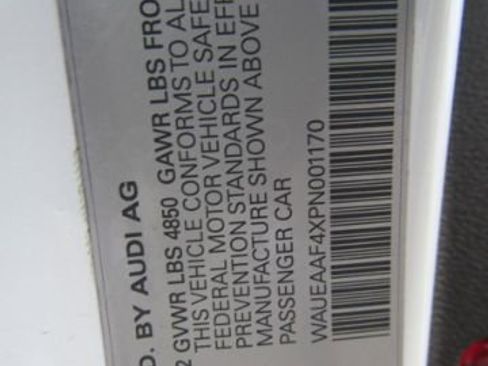 D. BY AUDI AG
2 GVWR LBS 4850 GAWR LBS FRO
THIS VEHICLE CONFORMS TO AL
FEDERAL MOTOR VEHICLE SAFE
PREVENTION STANDARDS IN EFF
MANUFACTURE SHOWN ABOVE
PASSENGER CAR
WAUEAAF4XPN001170